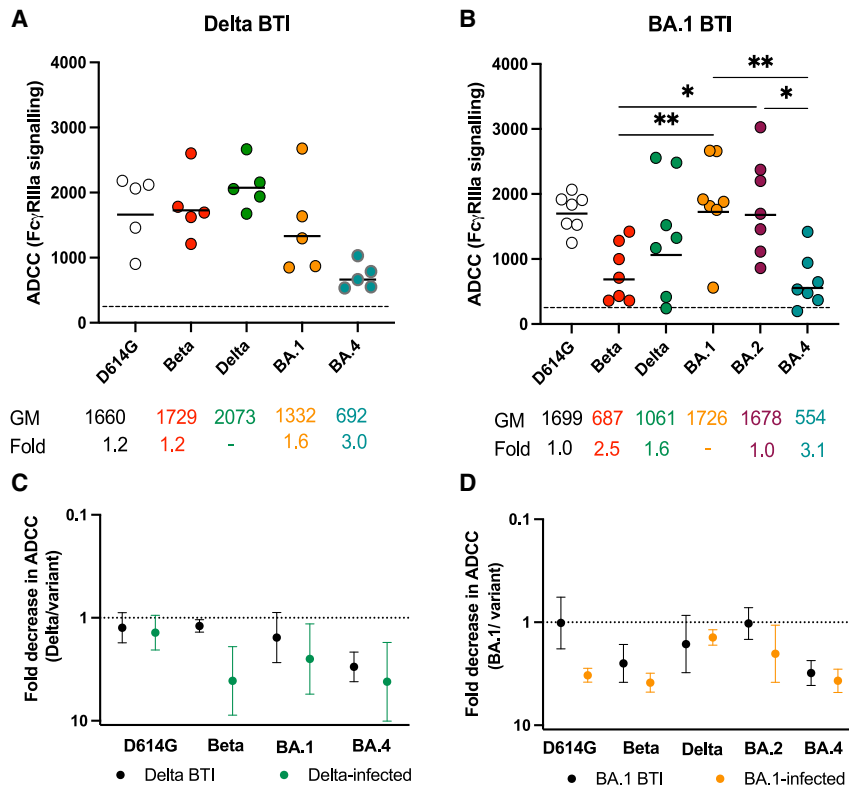 A
Delta BTI
ADCC (FcγRIIIa signalling)
4000
3000
2000
1000
0
D614G
Beta
Delta
BA.1
BA.4
GM 1660 1729 2073 1332 692
Fold 1.2 1.2 - 1.6 3.0
B
BA.1 BTI
ADCC (FcγRIIIa signalling)
4000
3000
2000
1000
0
**
*
*
**
D614G
Beta
Delta
BA.1
BA.2
BA.4
GM 1699 687 1061 1726 1678 554
Fold 1.0 2.5 1.6 - 1.0 3.1
C
Fold decrease in ADCC
(Delta/variant)
0.1
1
10
D614G Beta BA.1 BA.4
Delta BTI Delta-infected
D
Fold decrease in ADCC
(BA.1/ variant)
0.1
1
10
D614G Beta Delta BA.2 BA.4
BA.1 BTI BA.1-infected